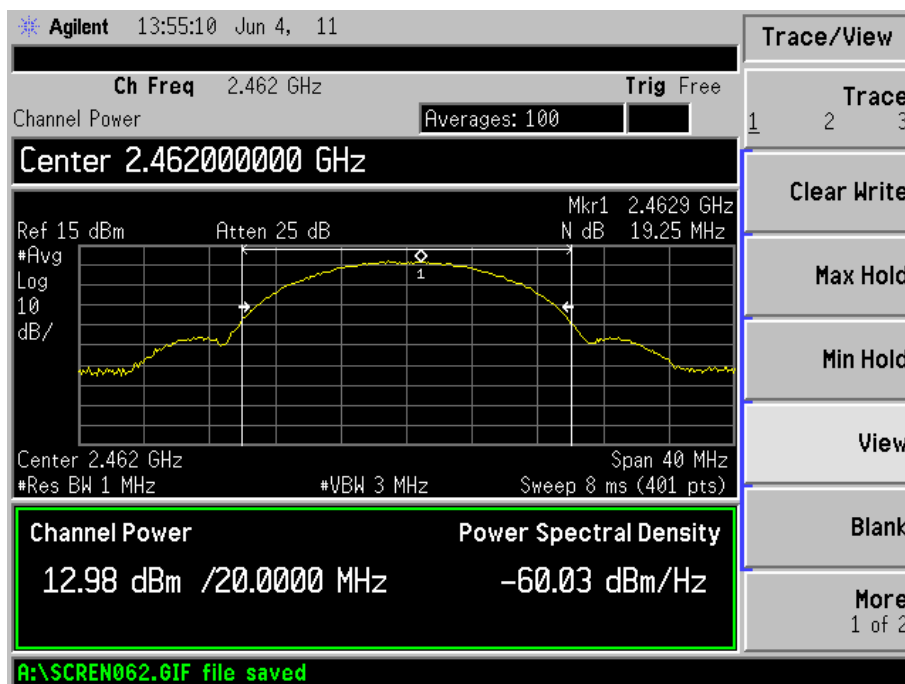 Agilent 13:55:10 Jun 4, 11
Trace/View
Ch Freq 2.462 GHz Trig Free
Channel Power Averages: 100
Trace
1 2 3
Center 2.462000000 GHz
Clear Write
Mkr1 2.4629 GHz
Ref 15 dBm Atten 25 dB N dB 19.25 MHz
#Avg
Log
10
dB/
1
Max Hold
Min Hold
View
Center 2.462 GHz Span 40 MHz
#Res BW 1 MHz #VBW 3 MHz Sweep 8 ms (401 pts)
Blank
Channel Power Power Spectral Density
12.98 dBm /20.0000 MHz -60.03 dBm/Hz
More
1 of 2
A:\SCREN062.GIF file saved